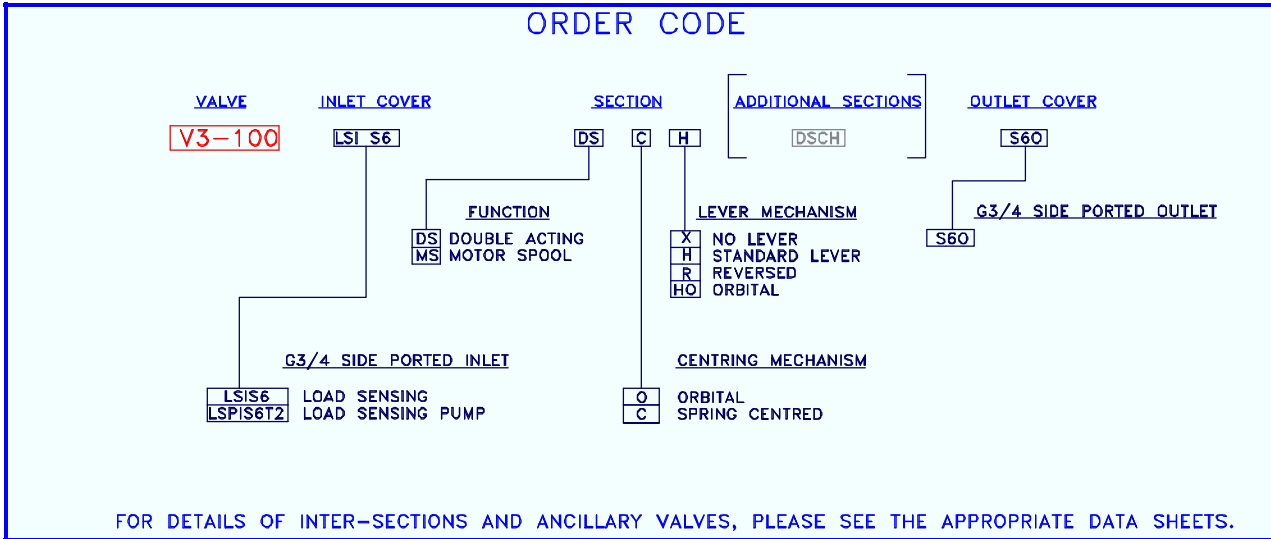 ORDER CODE
VALVE INLET COVER SECTION ADDITIONAL SECTIONS OUTLET COVER
V3-100 LSI S6 DS C H DSCH S60
FUNCTION
DS DOUBLE ACTING
MS MOTOR SPOOL
LEVER MECHANISM
X NO LEVER
H STANDARD LEVER
R REVERSED
HO ORBITAL
G3/4 SIDE PORTED OUTLET
S60
G3/4 SIDE PORTED INLET
LSIS6 LOAD SENSING
LSPIS6T2 LOAD SENSING PUMP
CENTRING MECHANISM
O ORBITAL
C SPRING CENTRED
FOR DETAILS OF INTER-SECTIONS AND ANCILLARY VALVES, PLEASE SEE THE APPROPRIATE DATA SHEETS.